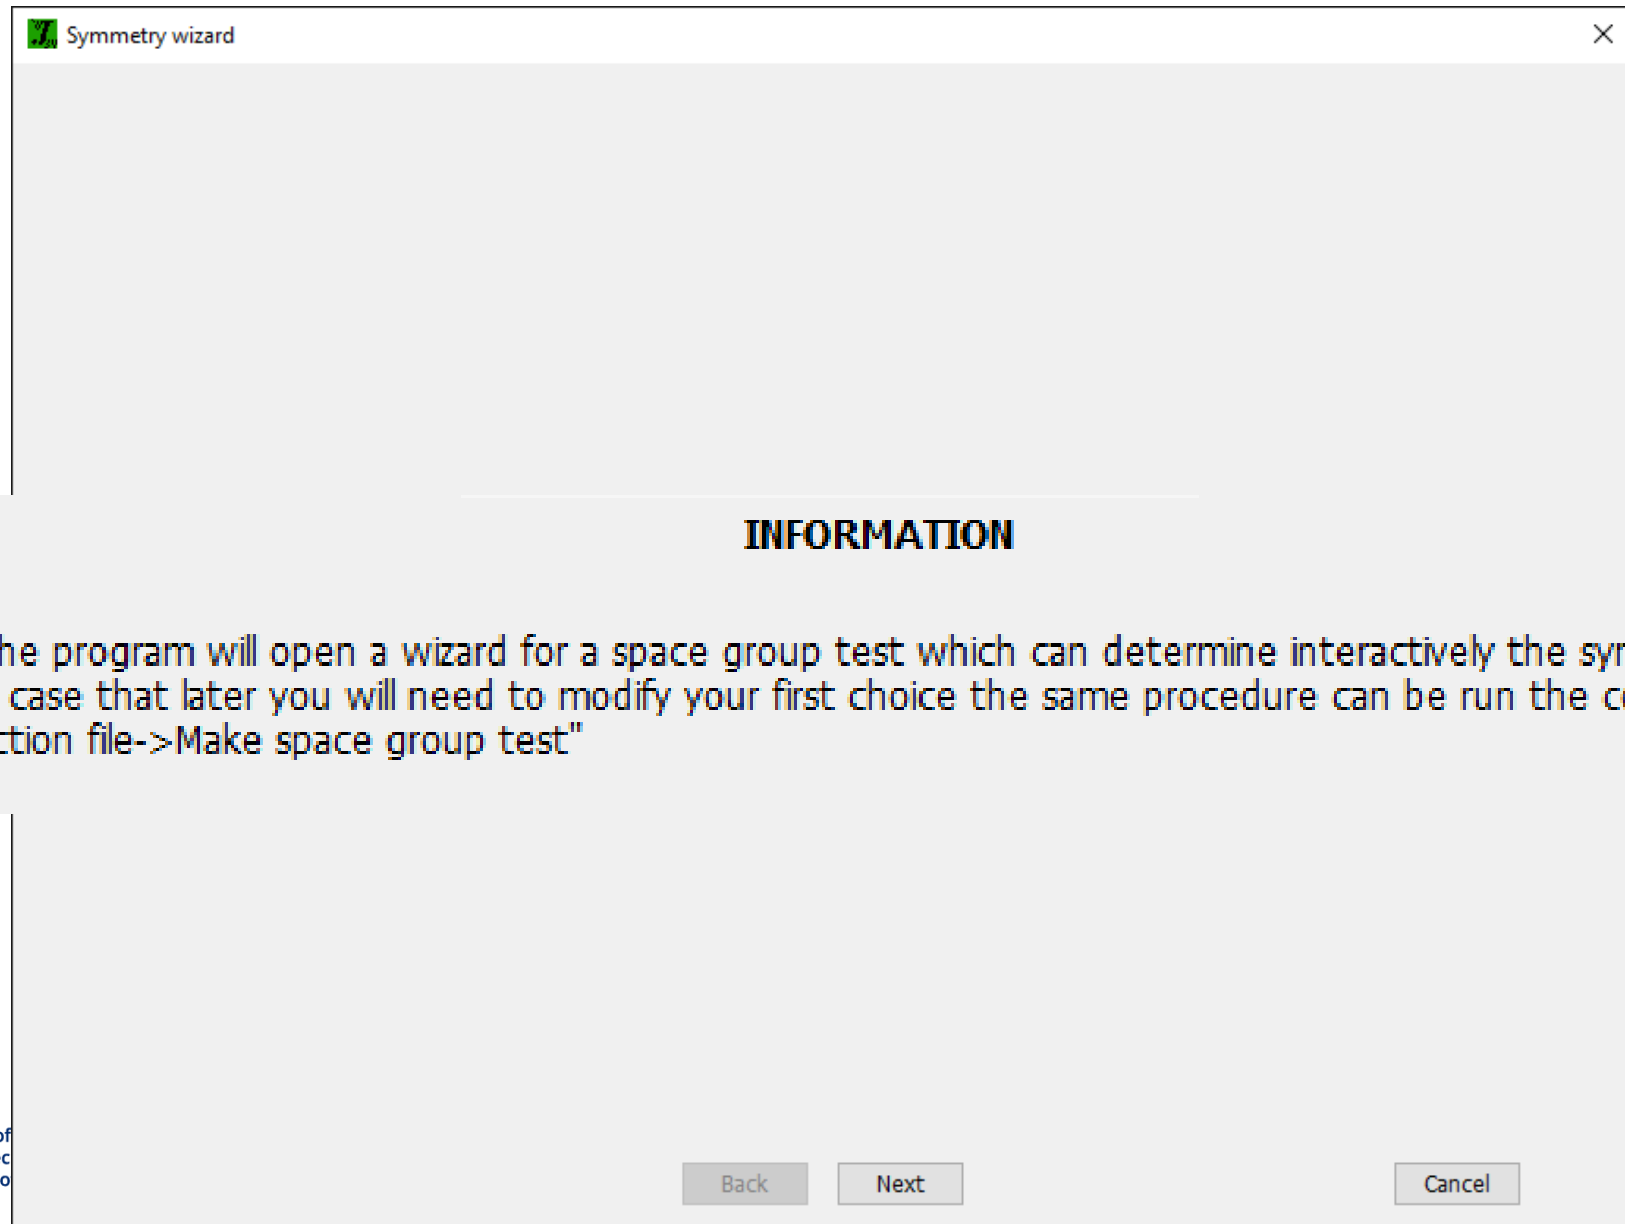 Symmetry wizard
INFORMATION
he program will open a wizard for a space group test which can determine interactively the syr
case that later you will need to modify your first choice the same procedure can be run the c
ction file->Make space group test"
of
c
o
Back Next Cancel